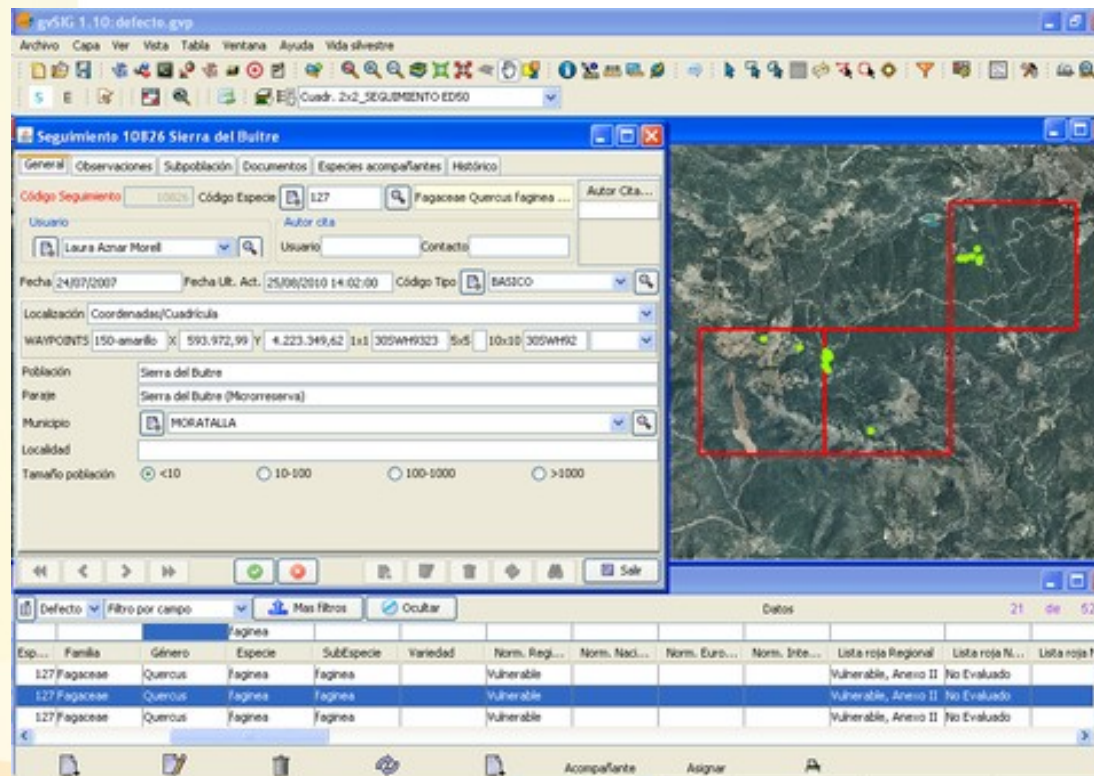 gvSIG 1.10: defecto.gvp
Archivo Capa Ver Vista Tabla Ventana Ayuda Vida silvestre
S E Cuadr. 2x2_SEGUIMIENTO ED50
Seguimiento 10826 Sierra del Buitre
General Observaciones Subpoblación Documentos Especies acompañantes Histórico
Código Seguimiento 10826 Código Especie 127 Fagaceae Quercus faginea ... Autor Cita...
Usuario Autor cita
Laura Aznar Morell Usuario Contacto
Fecha 24/07/2007 Fecha Ult. Act. 25/08/2010 14:02:00 Código Tipo BASICO
Localización Coordenadas/Cuadrícula
WAYPOINTS 150-amarillo X 593.972,99 Y 4.223.349,62 1x1 30SWH9323 5x5 10x10 30SWH92
Población Sierra del Buitre
Paraje Sierra del Buitre (Microrreserva)
Municipio MORATALLA
Localidad
Tamaño población <10 10-100 100-1000 >1000
Salir
Defecto Filtro por campo Mas filtros Ocultar Datos 21 de 52
faginea
Esp... Familia Género Especie SubEspecie Variedad Norm. Regi... Norm. Naci... Norm. Euro... Norm. Inte... Lista roja Regional Lista roja N... Lista roja
127 Fagaceae Quercus faginea faginea Vulnerable Vulnerable, Anexo II No Evaluado
127 Fagaceae Quercus faginea faginea Vulnerable Vulnerable, Anexo II No Evaluado
127 Fagaceae Quercus faginea faginea Vulnerable Vulnerable, Anexo II No Evaluado
Acompañante Asignar